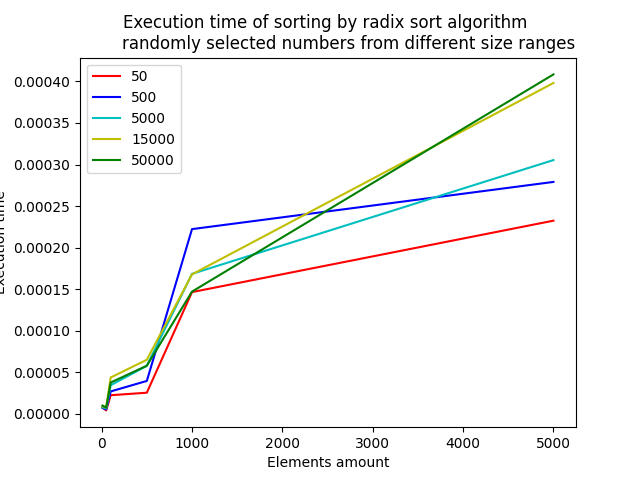 Execution time of sorting by radix sort algorithm
randomly selected numbers from different size ranges
50
500
5000
15000
50000
0.00040
0.00035
0.00030
0.00025
0.00020
0.00015
0.00010
0.00005
0.00000
Execution time
0 1000 2000 3000 4000 5000
Elements amount